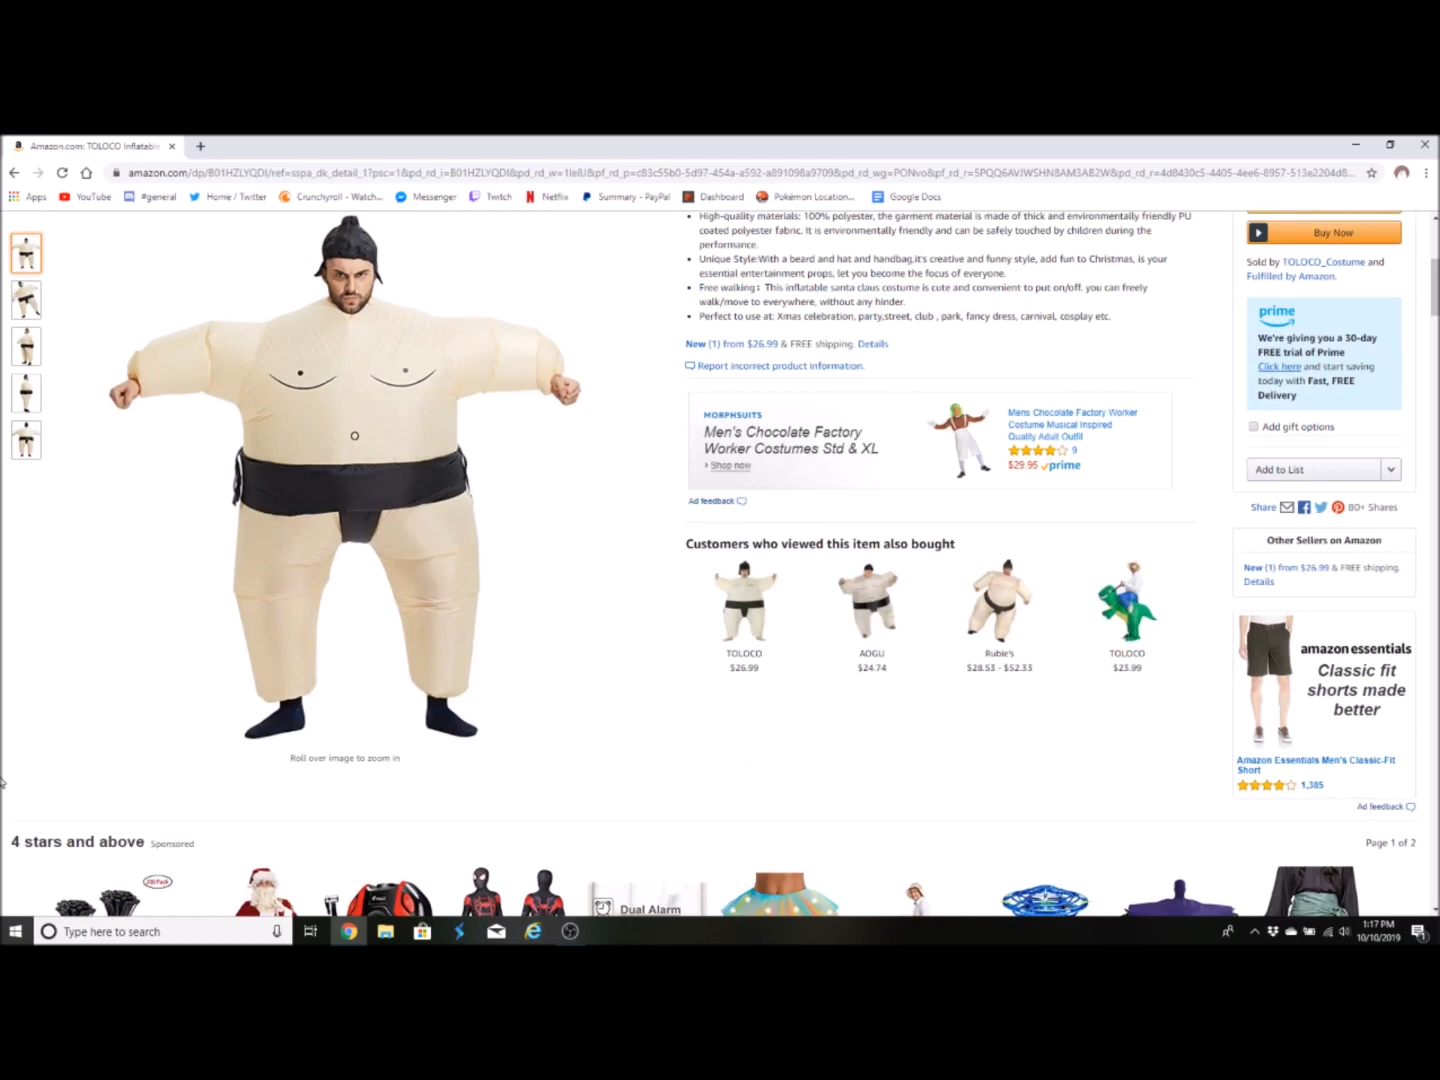 Amazon.com: TOLOCO Inflatable
amazon.com/dp/B01HZLYQDI/ref=sspa_dk_detail_1?psc=1&pd_rd_i=B01HZLYQDI&pd_rd_w=1Ie8J&pf_rd_p=c83c55b0-5d97-454a-a592-a891098a9709&pd_rd_wg=PONvo&pf_rd_r=5PQQ6AVJWSHN8AM3AB2W&pd_rd_r=4d8430c5-4405-4ee6-8957-513e2204d8...
Apps YouTube #general Home / Twitter Crunchyroll - Watch... Messenger Twitch Netflix Summary - PayPal Dashboard Pokémon Location... Google Docs
High-quality materials: 100% polyester, the garment material is made of thick and environmentally friendly PU
coated polyester fabric. It is environmentally friendly and can be safely touched by children during the
performance.
Unique Style:With a beard and hat and handbag,it's creative and funny style, add fun to Christmas, is your
essential entertainment props, let you become the focus of everyone.
Free walking: This inflatable santa claus costume is cute and convenient to put on/off. you can freely
walk/move to everywhere, without any hinder.
Perfect to use at: Xmas celebration, party,street, club , park, fancy dress, carnival, cosplay etc.
New (1) from $26.99 & FREE shipping. Details
Report incorrect product information.
MORPHSUITS
Men's Chocolate Factory
Worker Costumes Std & XL
Shop now
Mens Chocolate Factory Worker
Costume Musical Inspired
Quality Adult Outfit
9
$29.95 prime
Ad feedback
Customers who viewed this item also bought
TOLOCO
$26.99
AOGU
$24.74
Rubie's
$28.53 - $52.33
TOLOCO
$23.99
Roll over image to zoom in
Buy Now
Sold by TOLOCO_Costume and
Fulfilled by Amazon.
prime
We're giving you a 30-day
FREE trial of Prime
Click here and start saving
today with Fast, FREE
Delivery
Add gift options
Add to List
Share 80+ Shares
Other Sellers on Amazon
New (1) from $26.99 & FREE shipping.
Details
amazon essentials
Classic fit
shorts made
better
Amazon Essentials Men's Classic-Fit
Short
1,385
Ad feedback
4 stars and above Sponsored
Page 1 of 2
200 Pack
Dual Alarm
Type here to search
1:17 PM
10/10/2019